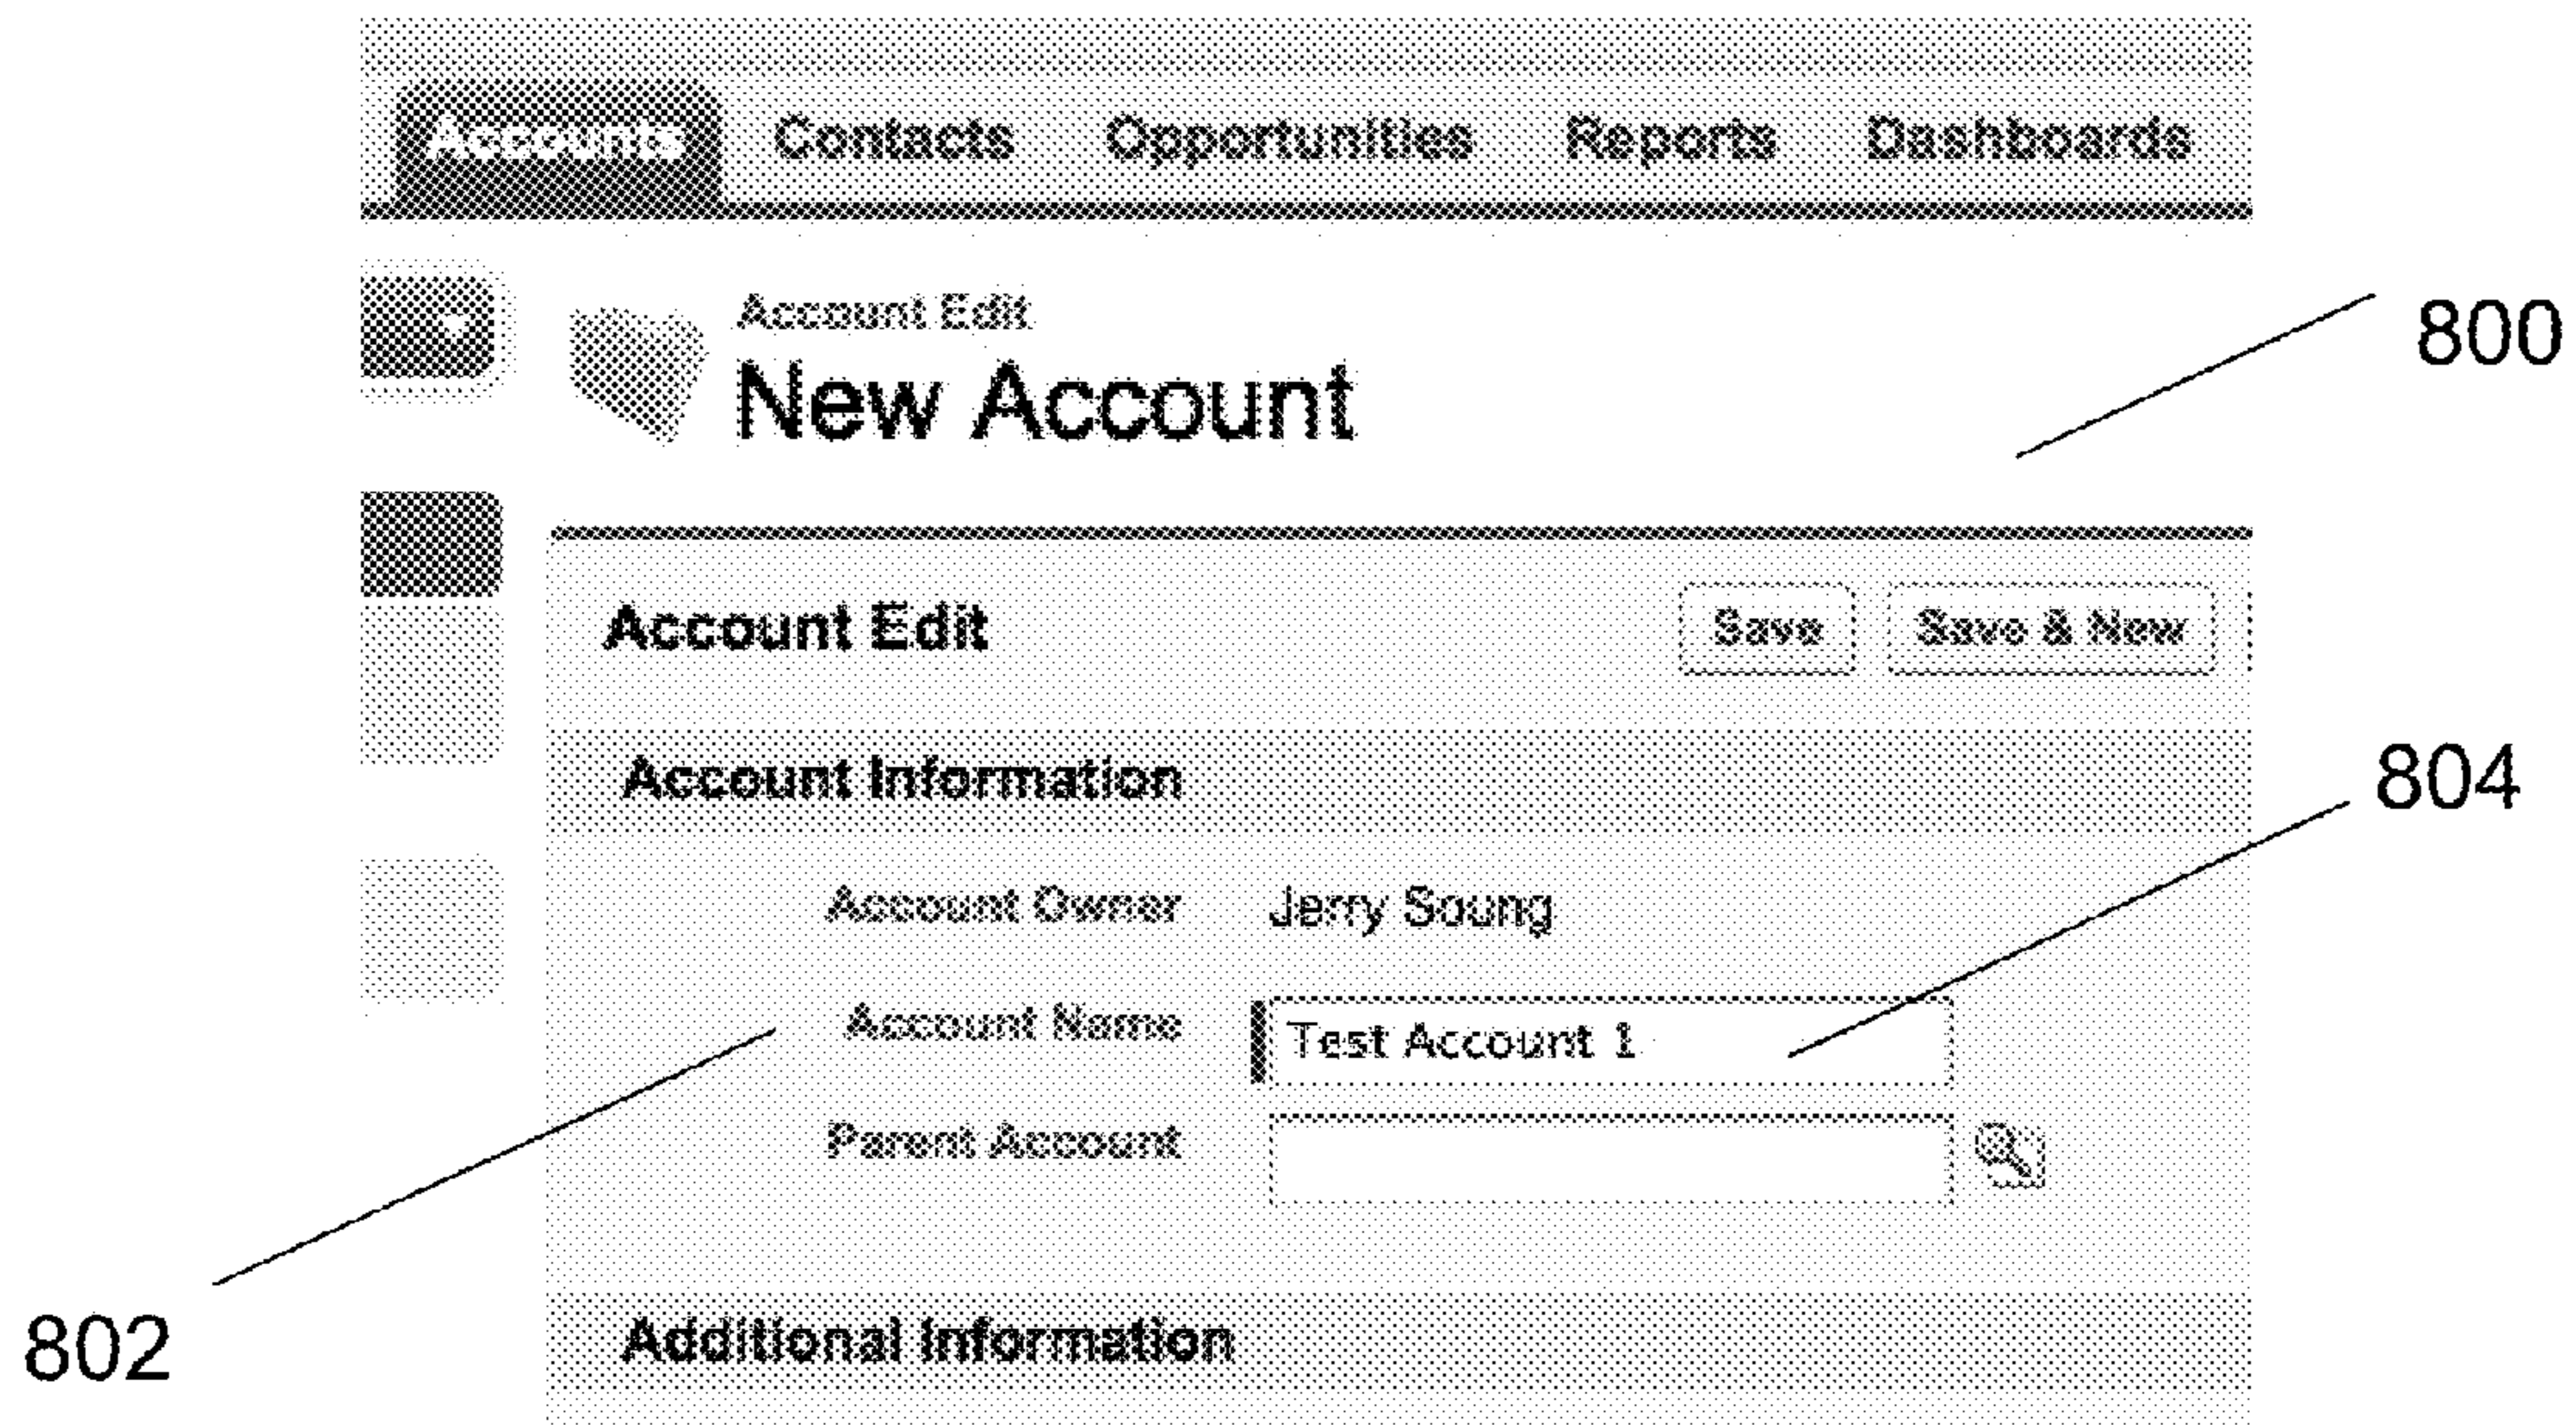 Accounts Contacts Opportunities Reports Dashboards
Account Edit
New Account
800
Account Edit Save Save & New
Account Information
804
Account Owner Jerry Soung
Account Name Test Account 1
Parent Account
802
Additional Information